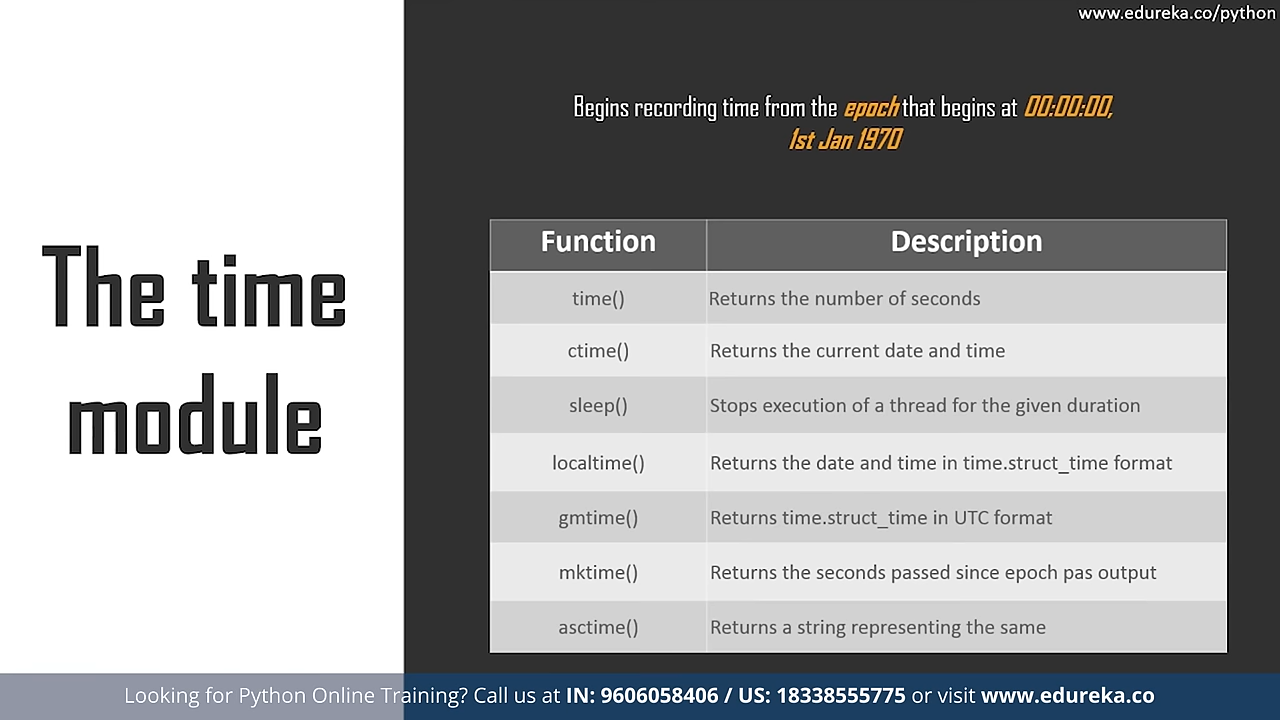 www.edureka.co/python
Begins recording time from the epoch that begins at 00:00:00,
1st Jan 1970
The time
module
Function Description
time() Returns the number of seconds
ctime() Returns the current date and time
sleep() Stops execution of a thread for the given duration
localtime() Returns the date and time in time.struct_time format
gmtime() Returns time.struct_time in UTC format
mktime() Returns the seconds passed since epoch pas output
asctime() Returns a string representing the same
Looking for Python Online Training? Call us at IN: 9606058406 / US: 18338555775 or visit www.edureka.co